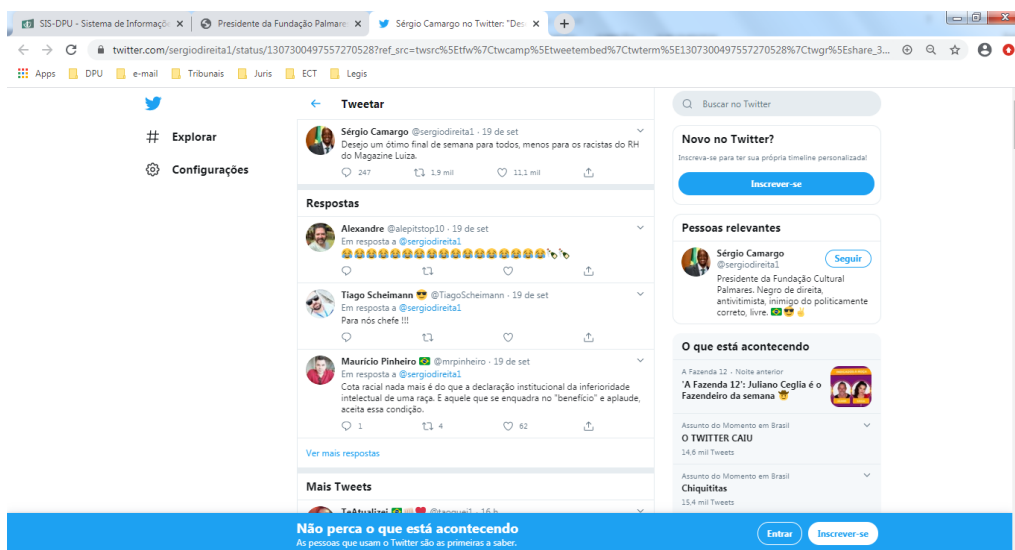 SIS-DPU - Sistema de Informaçõe
Presidente da Fundação Palmare
Sérgio Camargo no Twitter: "Des
twitter.com/sergiodireita1/status/1307300497557270528?ref_src=twsrc%5Etfw%7Ctwcamp%5Etweetembed%7Ctwterm%5E1307300497557270528%7Ctwgr%5Eshare_3...
Apps DPU e-mail Tribunais Juris ECT Legis
Explorar
Configurações
Tweetar
Sérgio Camargo @sergiodireita1 · 19 de set
Desejo um ótimo final de semana para todos, menos para os racistas do RH
do Magazine Luiza.
247 1,9 mil 11,1 mil
Respostas
Alexandre @alepitstop10 · 19 de set
Em resposta a @sergiodireita1
😂😂😂😂😂😂😂😂😂😂😂😂😂😂😂😂😂🍾🍾
Tiago Scheimann 😎 @TiagoScheimann · 19 de set
Em resposta a @sergiodireita1
Para nós chefe !!!
Maurício Pinheiro 🇧🇷 @mrpinheiro · 19 de set
Em resposta a @sergiodireita1
Cota racial nada mais é do que a declaração institucional da inferioridade
intelectual de uma raça. E aquele que se enquadra no "benefício" e aplaude,
aceita essa condição.
1 4 62
Ver mais respostas
Mais Tweets
TeAtualizei 🇧🇷 @taoquei1 · 16 h
Buscar no Twitter
Novo no Twitter?
Inscreva-se para ter sua própria timeline personalizada!
Inscrever-se
Pessoas relevantes
Sérgio Camargo
@sergiodireita1
Seguir
Presidente da Fundação Cultural
Palmares. Negro de direita,
antivitimista, inimigo do politicamente
correto, livre. 🇧🇷😎✌
O que está acontecendo
A Fazenda 12 · Noite anterior
'A Fazenda 12': Juliano Ceglia é o
Fazendeiro da semana 🤠
Assunto do Momento em Brasil
O TWITTER CAIU
14,6 mil Tweets
Assunto do Momento em Brasil
Chiquititas
15,4 mil Tweets
Não perca o que está acontecendo
As pessoas que usam o Twitter são as primeiras a saber.
Entrar
Inscrever-se